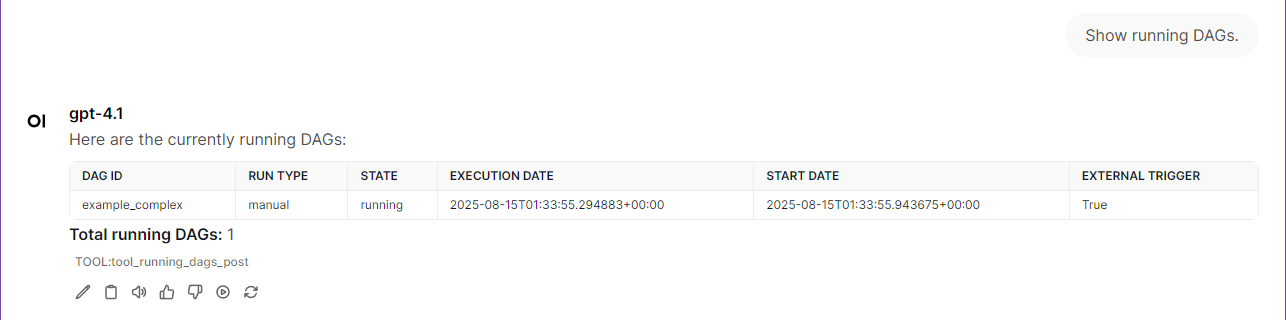 Show running DAGs.
OI
gpt-4.1
Here are the currently running DAGs:
DAG ID RUN TYPE STATE EXECUTION DATE START DATE EXTERNAL TRIGGER
example_complex manual running 2025-08-15T01:33:55.294883+00:00 2025-08-15T01:33:55.943675+00:00 True
Total running DAGs: 1
TOOL:tool_running_dags_post